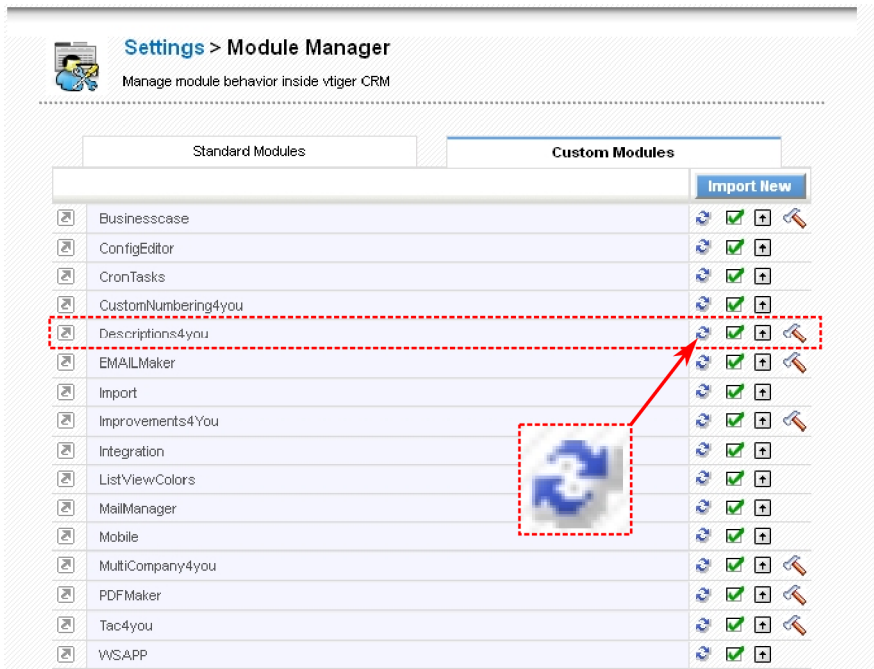 Settings > Module Manager
Manage module behavior inside vtiger CRM
Standard Modules
Custom Modules
Import New
Businesscase
ConfigEditor
CronTasks
CustomNumbering4you
Descriptions4you
EMAILMaker
Import
Improvements4You
Integration
ListViewColors
MailManager
Mobile
MultiCompany4you
PDFMaker
Tac4you
WSAPP